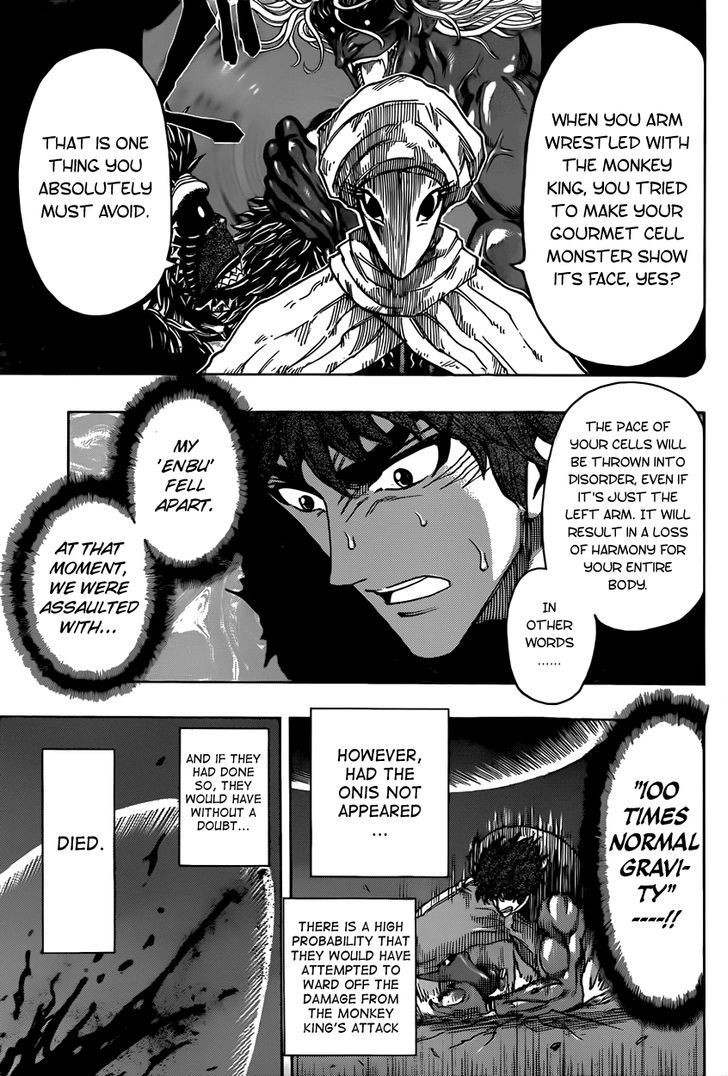 WHEN YOU ARM
WRESTLED WITH
THE MONKEY
KING, YOU TRIED
TO MAKE YOUR
GOURMET CELL
MONSTER SHOW
ITS FACE, YES?
THAT IS ONE
THING YOU
ABSOLUTELY
MUST AVOID.
THE PACE OF
YOUR CELLS WILL
BE THROWN INTO
DISORDER, EVEN IF
IT'S JUST THE
LEFT ARM. IT WILL
RESULT IN A LOSS
OF HARMONY FOR
YOUR ENTIRE
BODY.
IN
OTHER
WORDS
......
MY
'ENBU'
FELL
APART.
AT THAT
MOMENT,
WE WERE
ASSAULTED
WITH...
"100
TIMES
NORMAL
GRAVI-
TY"
----!!
HOWEVER,
HAD THE
ONIS NOT
APPEARED
...
THERE IS A HIGH
PROBABILITY THAT
THEY WOULD HAVE
ATTEMPTED TO
WARD OFF THE
DAMAGE FROM
THE MONKEY
KING'S ATTACK
AND IF THEY
HAD DONE
SO, THEY
WOULD HAVE
WITHOUT A
DOUBT...
DIED.